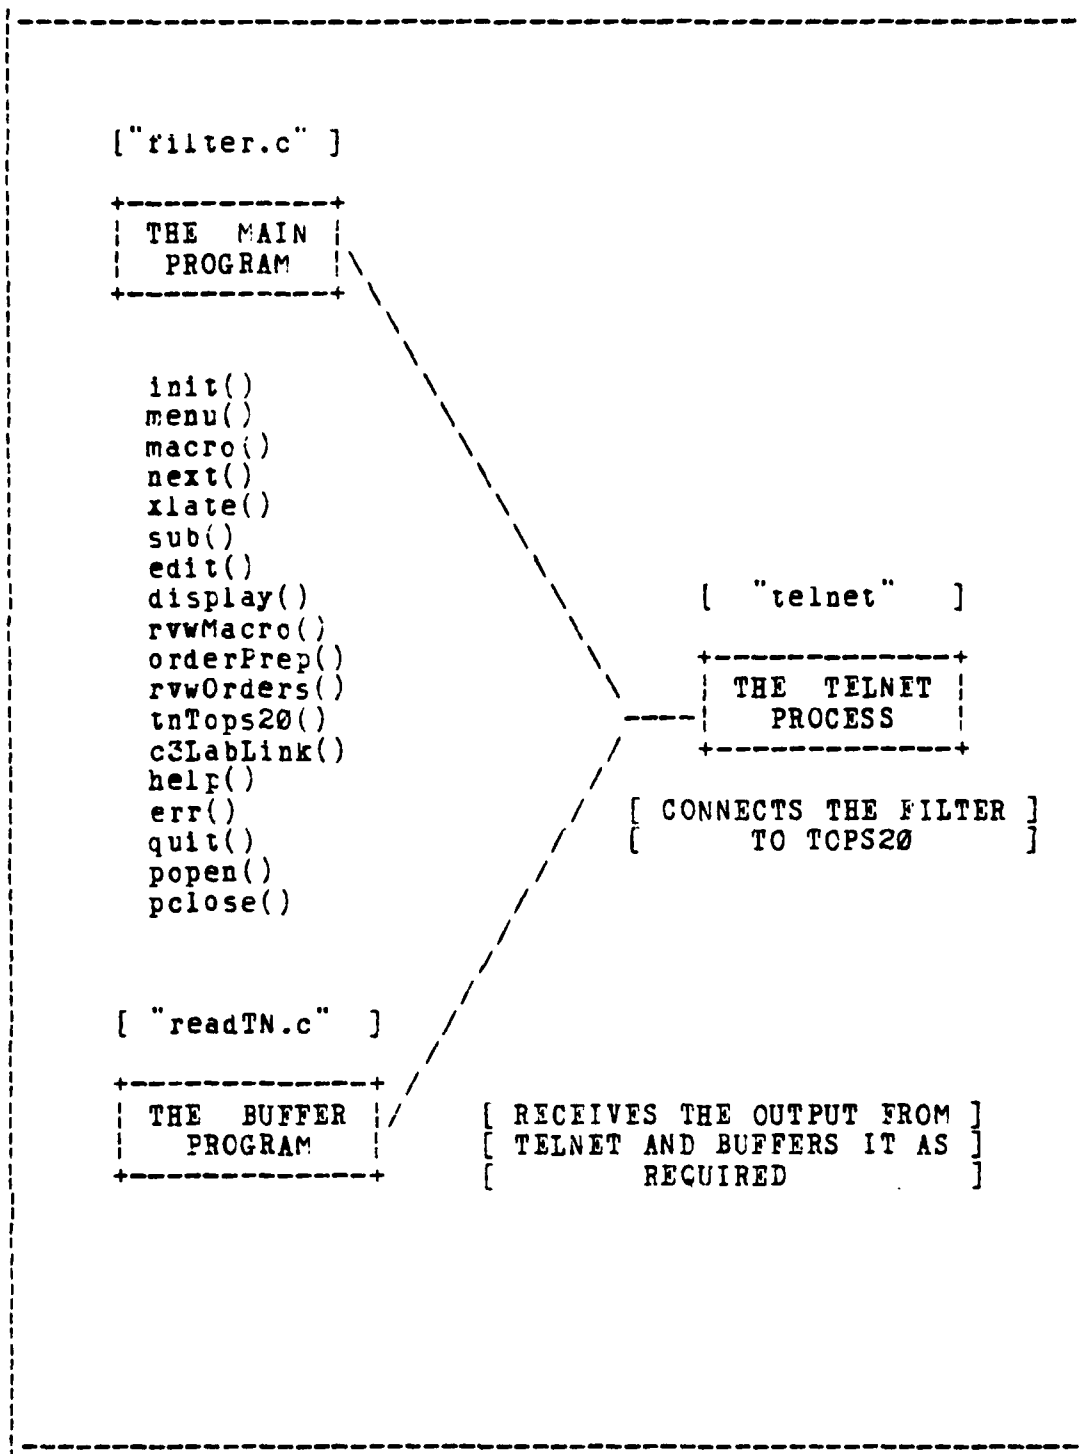 ["filter.c" ]
THE MAIN
PROGRAM
init()
menu()
macro()
next()
xlate()
sub()
edit()
display()
rvwMacro()
orderPrep()
rvwOrders()
tnTops20()
c3LabLink()
help()
err()
quit()
popen()
pclose()
[ "telnet" ]
THE TELNET
PROCESS
[ CONNECTS THE FILTER ]
[ TO TOPS20 ]
[ "readTN.c" ]
THE BUFFER
PROGRAM
[ RECEIVES THE OUTPUT FROM ]
[ TELNET AND BUFFERS IT AS ]
[ REQUIRED ]